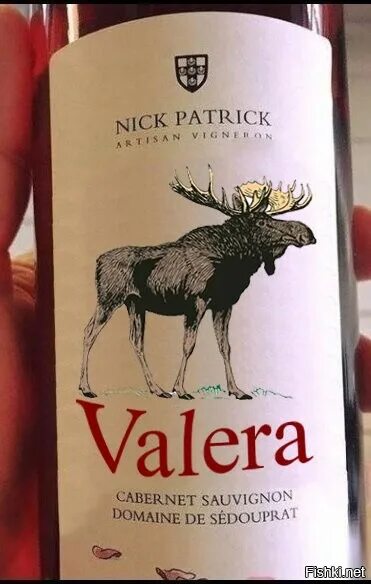 NICK PATRICK
ARTISAN VIGNERON
Valera
CABERNET SAUVIGNON
DOMAINE DE SÉDOUPRAT
Fishki.net